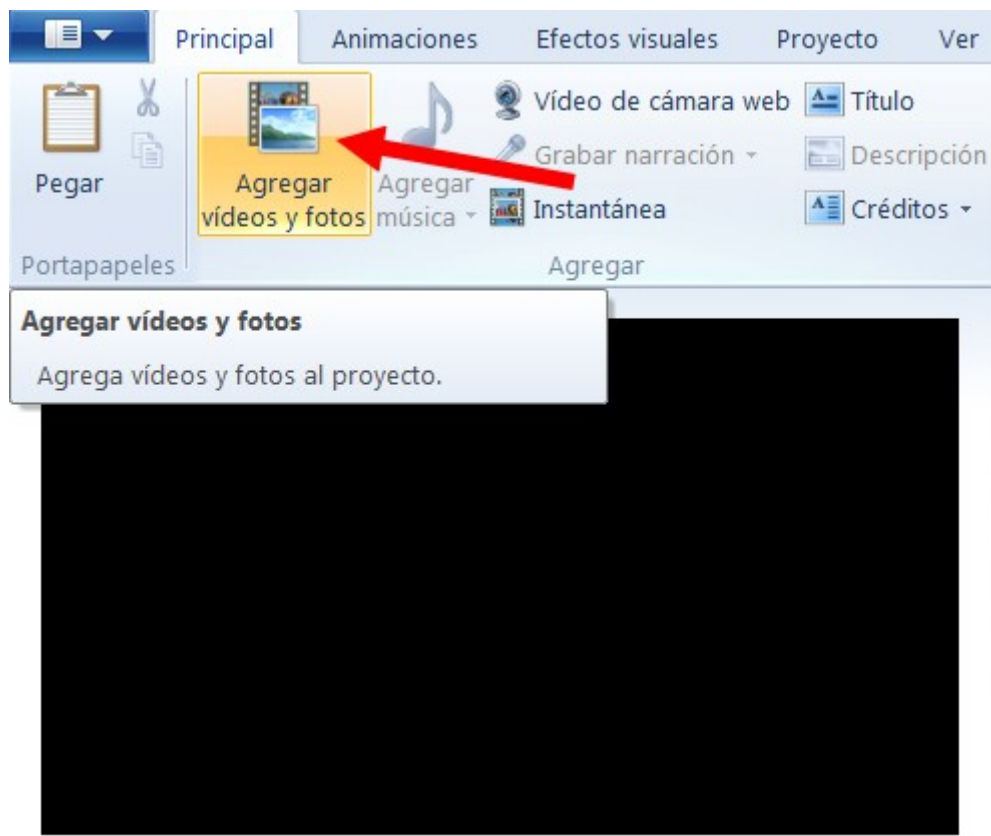 Principal Animaciones Efectos visuales Proyecto Ver
Pegar
Agregar
vídeos y fotos
Agregar
música
Vídeo de cámara web
Grabar narración
Instantánea
Título
Descripción
Créditos
Portapapeles
Agregar
Agregar vídeos y fotos
Agrega vídeos y fotos al proyecto.